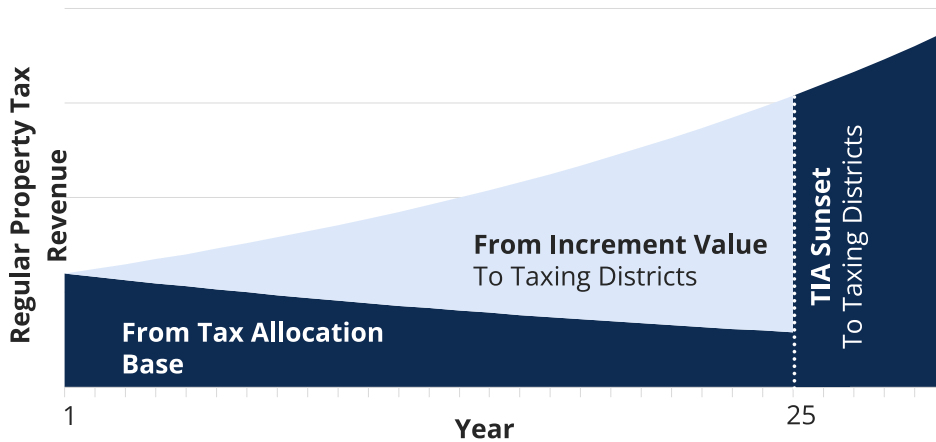 Regular Property Tax
Revenue
From Increment Value
To Taxing Districts
From Tax Allocation
Base
TIA Sunset
To Taxing Districts
1
25
Year